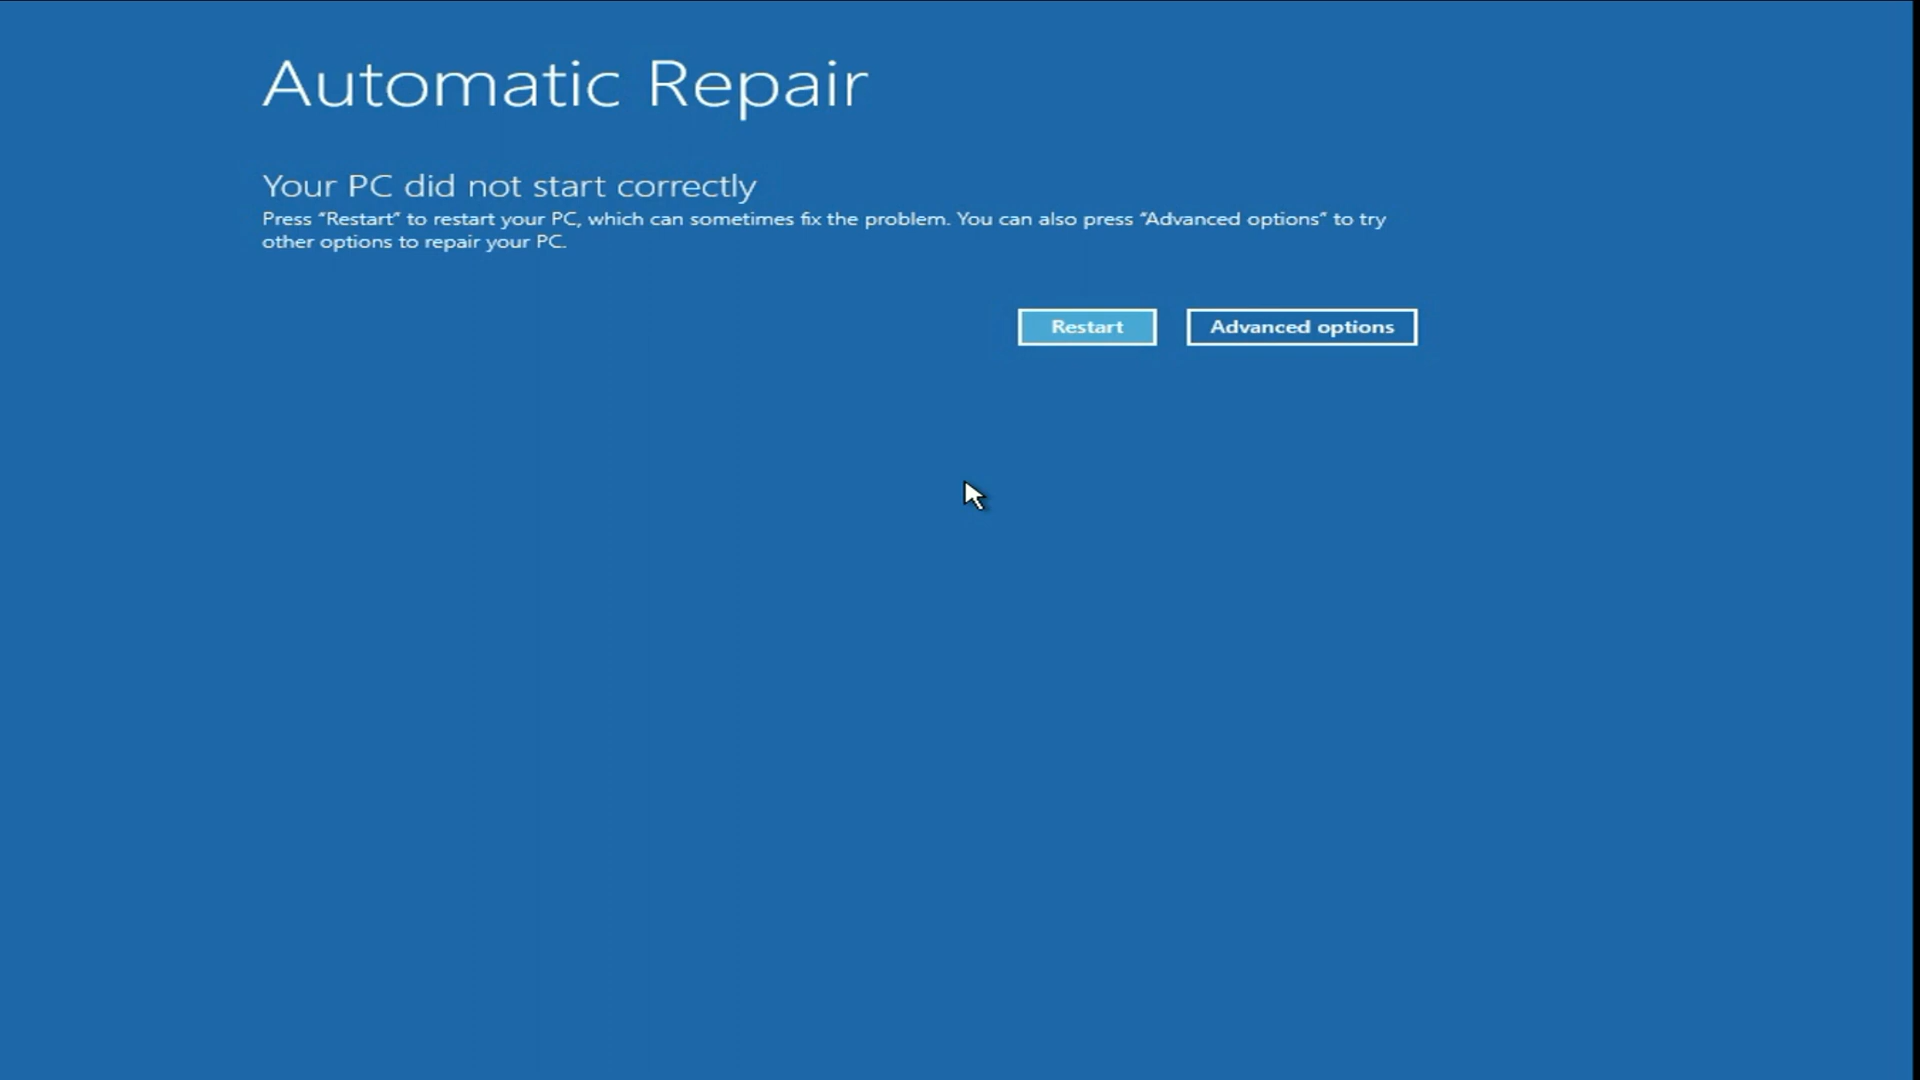 Automatic Repair
Your PC did not start correctly
Press “Restart” to restart your PC, which can sometimes fix the problem. You can also press “Advanced options” to try
other options to repair your PC.
Restart
Advanced options